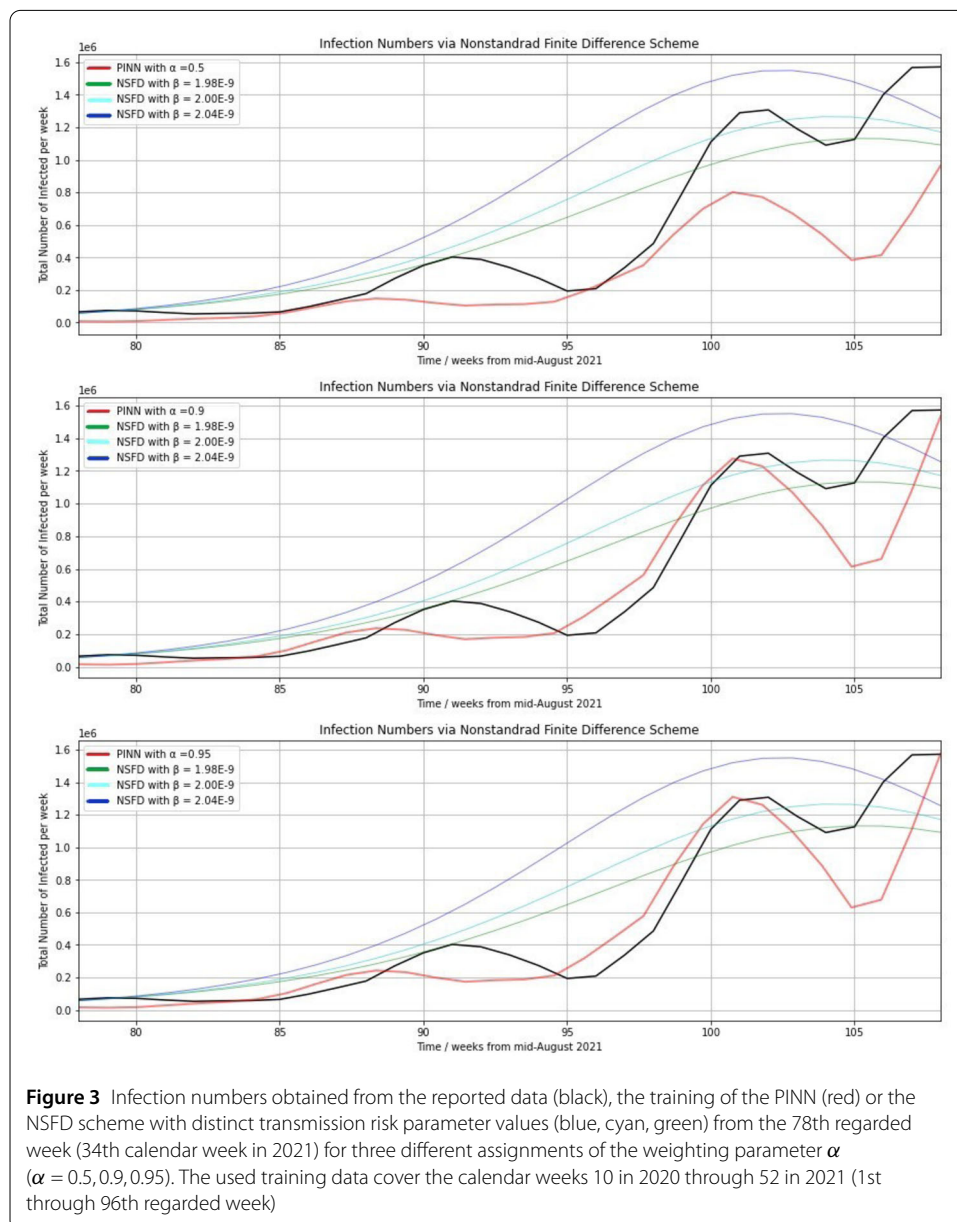 Infection Numbers via Nonstandrad Finite Difference Scheme
1e6
PINN with α =0.5
NSFD with β = 1.98E-9
NSFD with β = 2.00E-9
NSFD with β = 2.04E-9
Total Number of Infected per week
1.6
1.4
1.2
1.0
0.8
0.6
0.4
0.2
0.0
80 85 90 95 100 105
Time / weeks from mid-August 2021
Infection Numbers via Nonstandrad Finite Difference Scheme
1e6
PINN with α =0.9
NSFD with β = 1.98E-9
NSFD with β = 2.00E-9
NSFD with β = 2.04E-9
Total Number of Infected per week
1.6
1.4
1.2
1.0
0.8
0.6
0.4
0.2
0.0
80 85 90 95 100 105
Time / weeks from mid-August 2021
Infection Numbers via Nonstandrad Finite Difference Scheme
1e6
PINN with α =0.95
NSFD with β = 1.98E-9
NSFD with β = 2.00E-9
NSFD with β = 2.04E-9
Total Number of Infected per week
1.6
1.4
1.2
1.0
0.8
0.6
0.4
0.2
0.0
80 85 90 95 100 105
Time / weeks from mid-August 2021
Figure 3 Infection numbers obtained from the reported data (black), the training of the PINN (red) or the
NSFD scheme with distinct transmission risk parameter values (blue, cyan, green) from the 78th regarded
week (34th calendar week in 2021) for three different assignments of the weighting parameter α
(α = 0.5, 0.9, 0.95). The used training data cover the calendar weeks 10 in 2020 through 52 in 2021 (1st
through 96th regarded week)